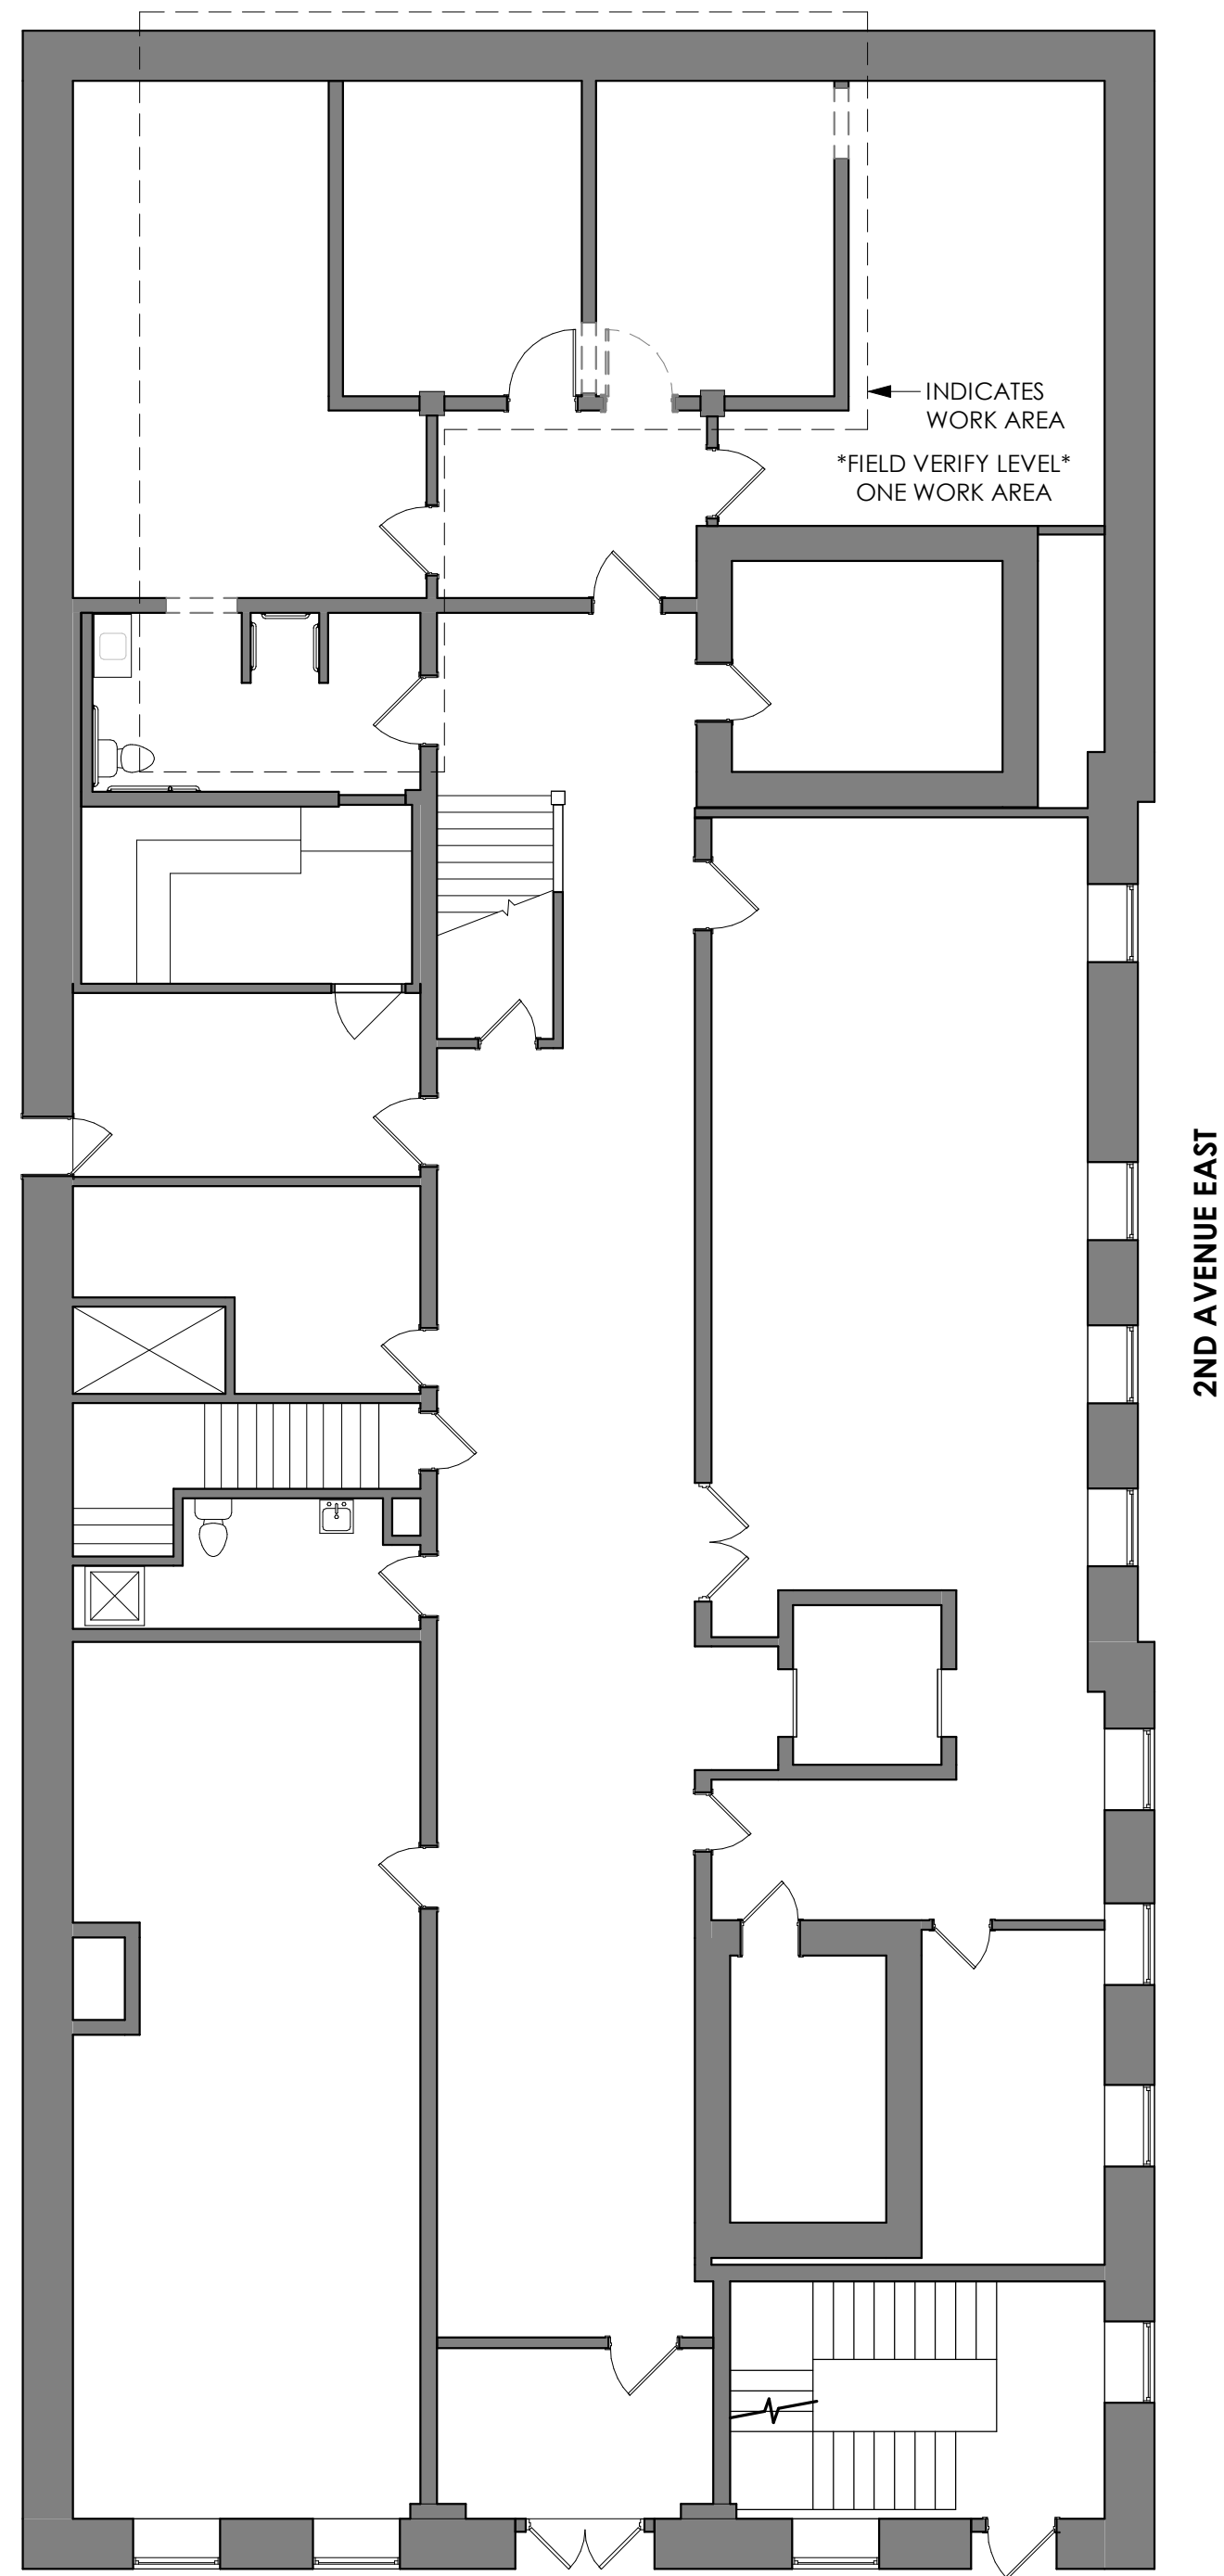 INDICATES
WORK AREA
*FIELD VERIFY LEVEL*
ONE WORK AREA
2ND AVENUE EAST